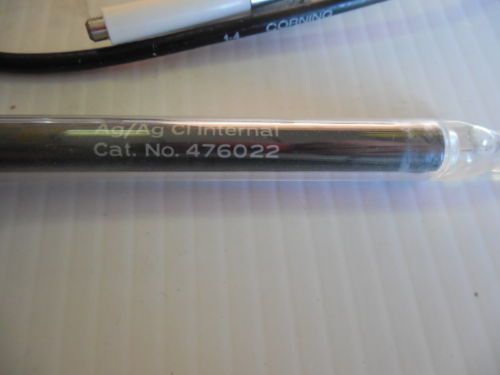 CORNING
Ag/Ag Cl Internal
Cat. No. 476022